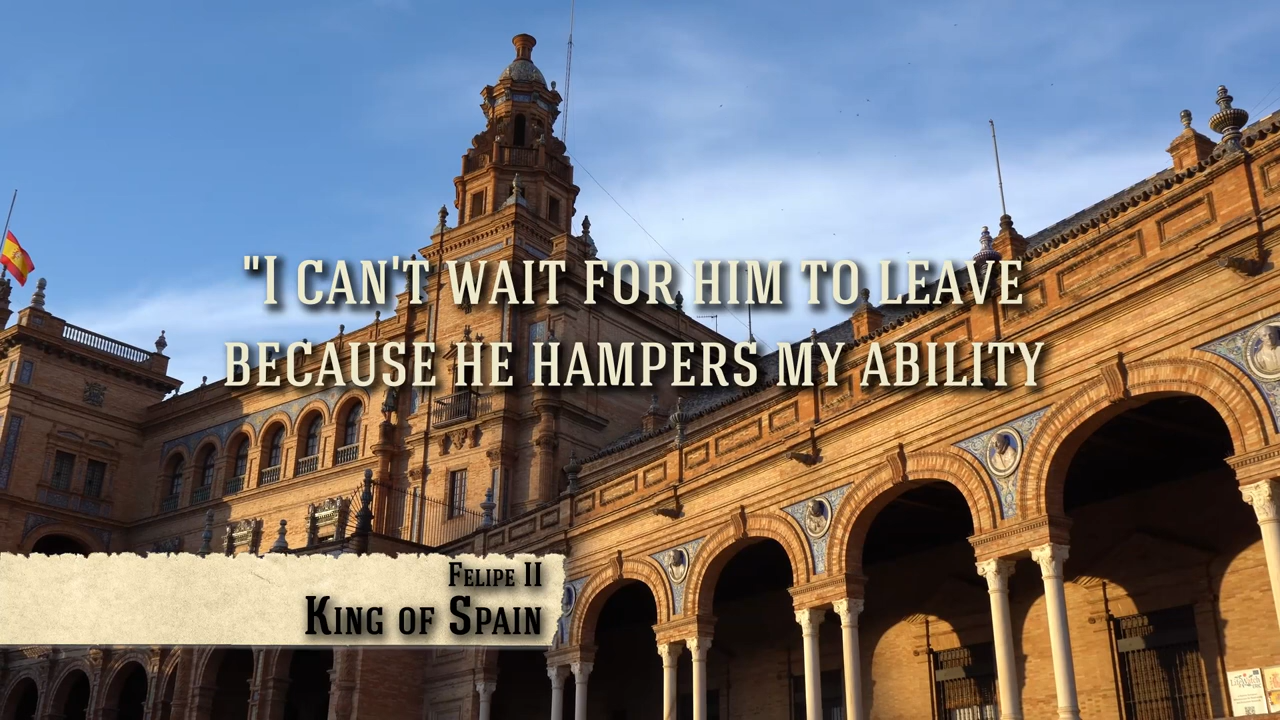 "I can't wait for him to leave
because he hampers my ability
Felipe II
King of Spain